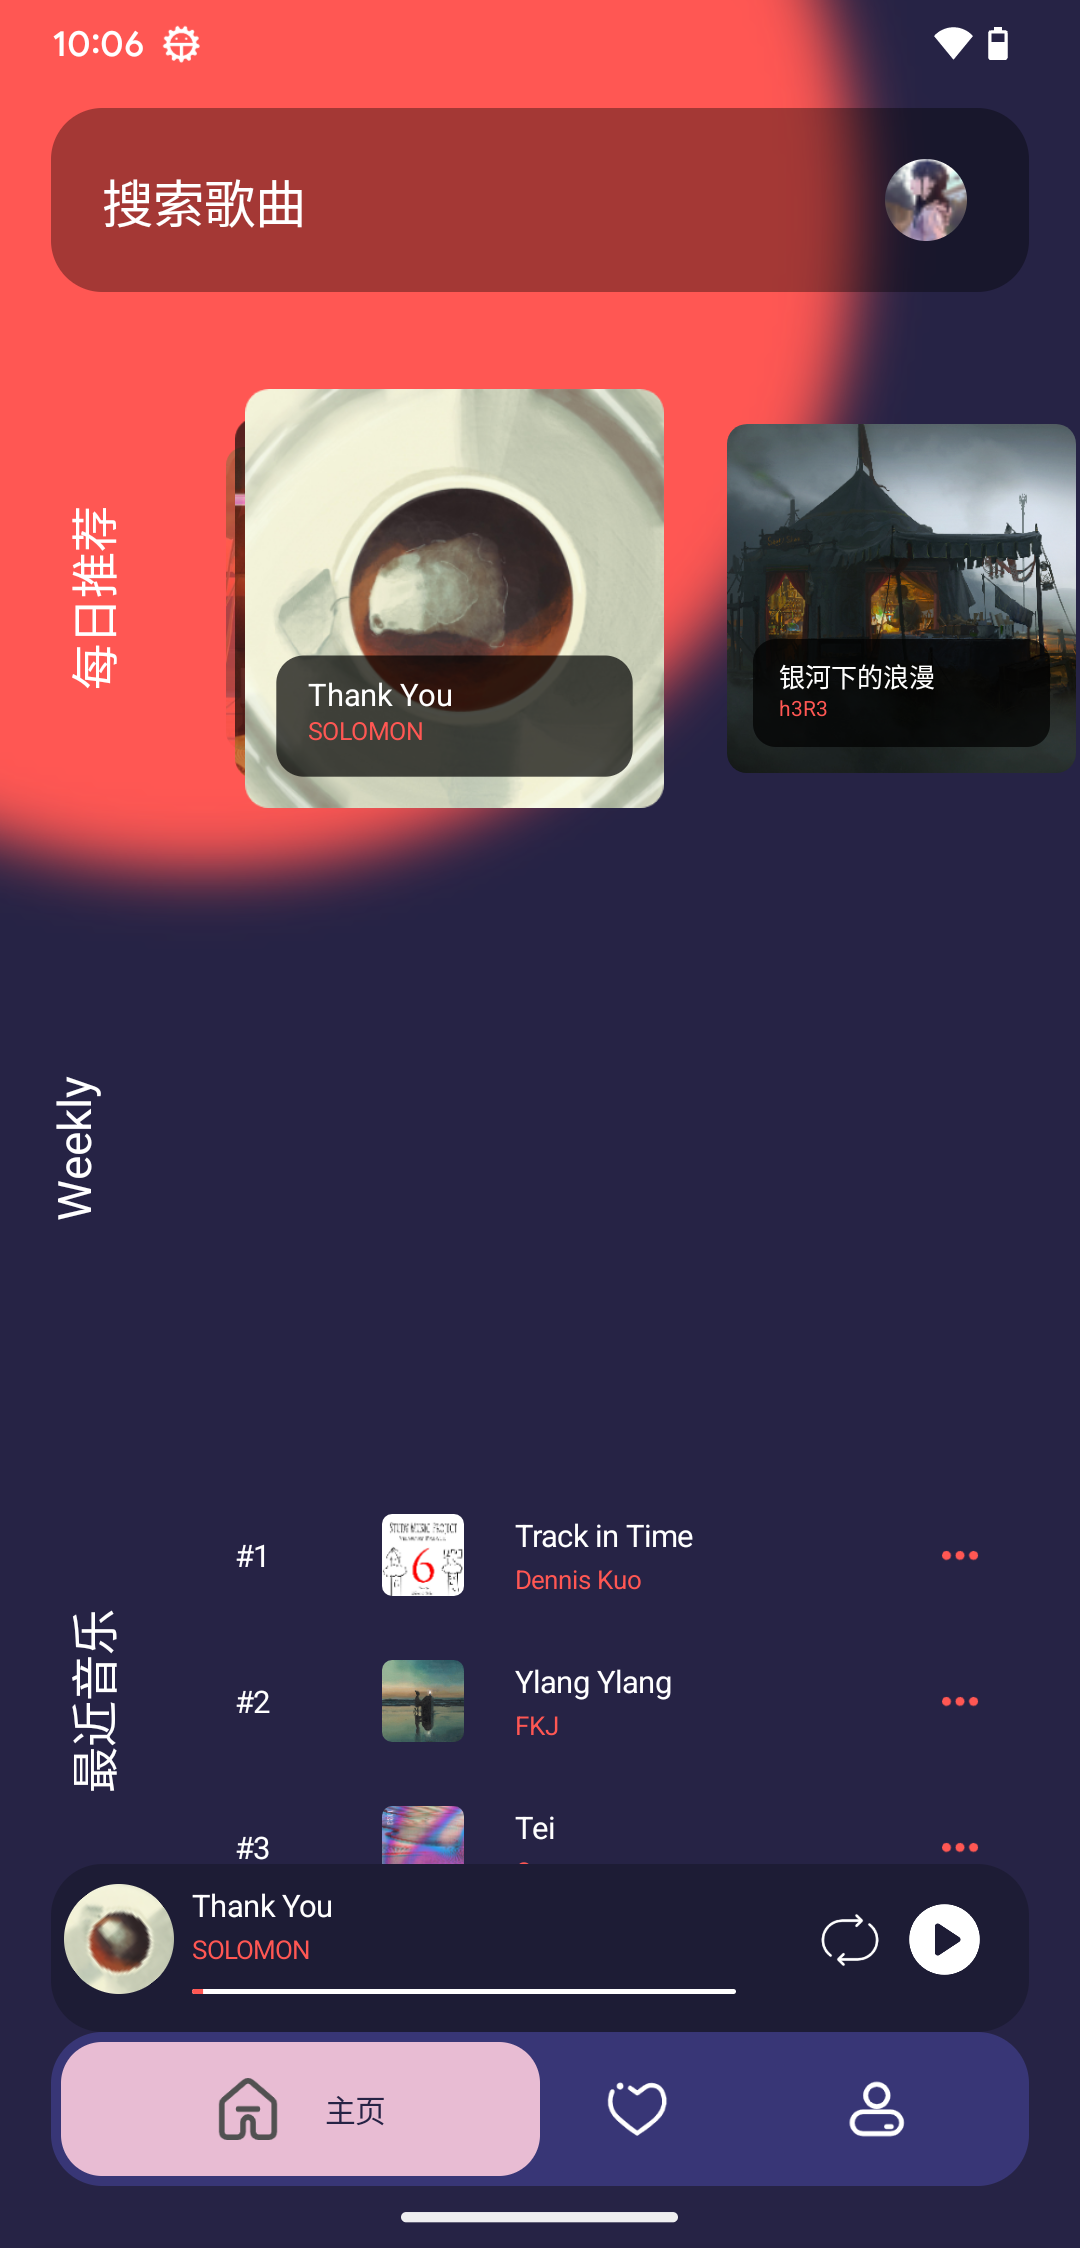 10:06
搜索歌曲
每日推荐
Thank You
SOLOMON
银河下的浪漫
h3R3
Weekly
最近音乐
#1
Track in Time
Dennis Kuo
#2
Ylang Ylang
FKJ
#3
Tei
Thank You
SOLOMON
主页